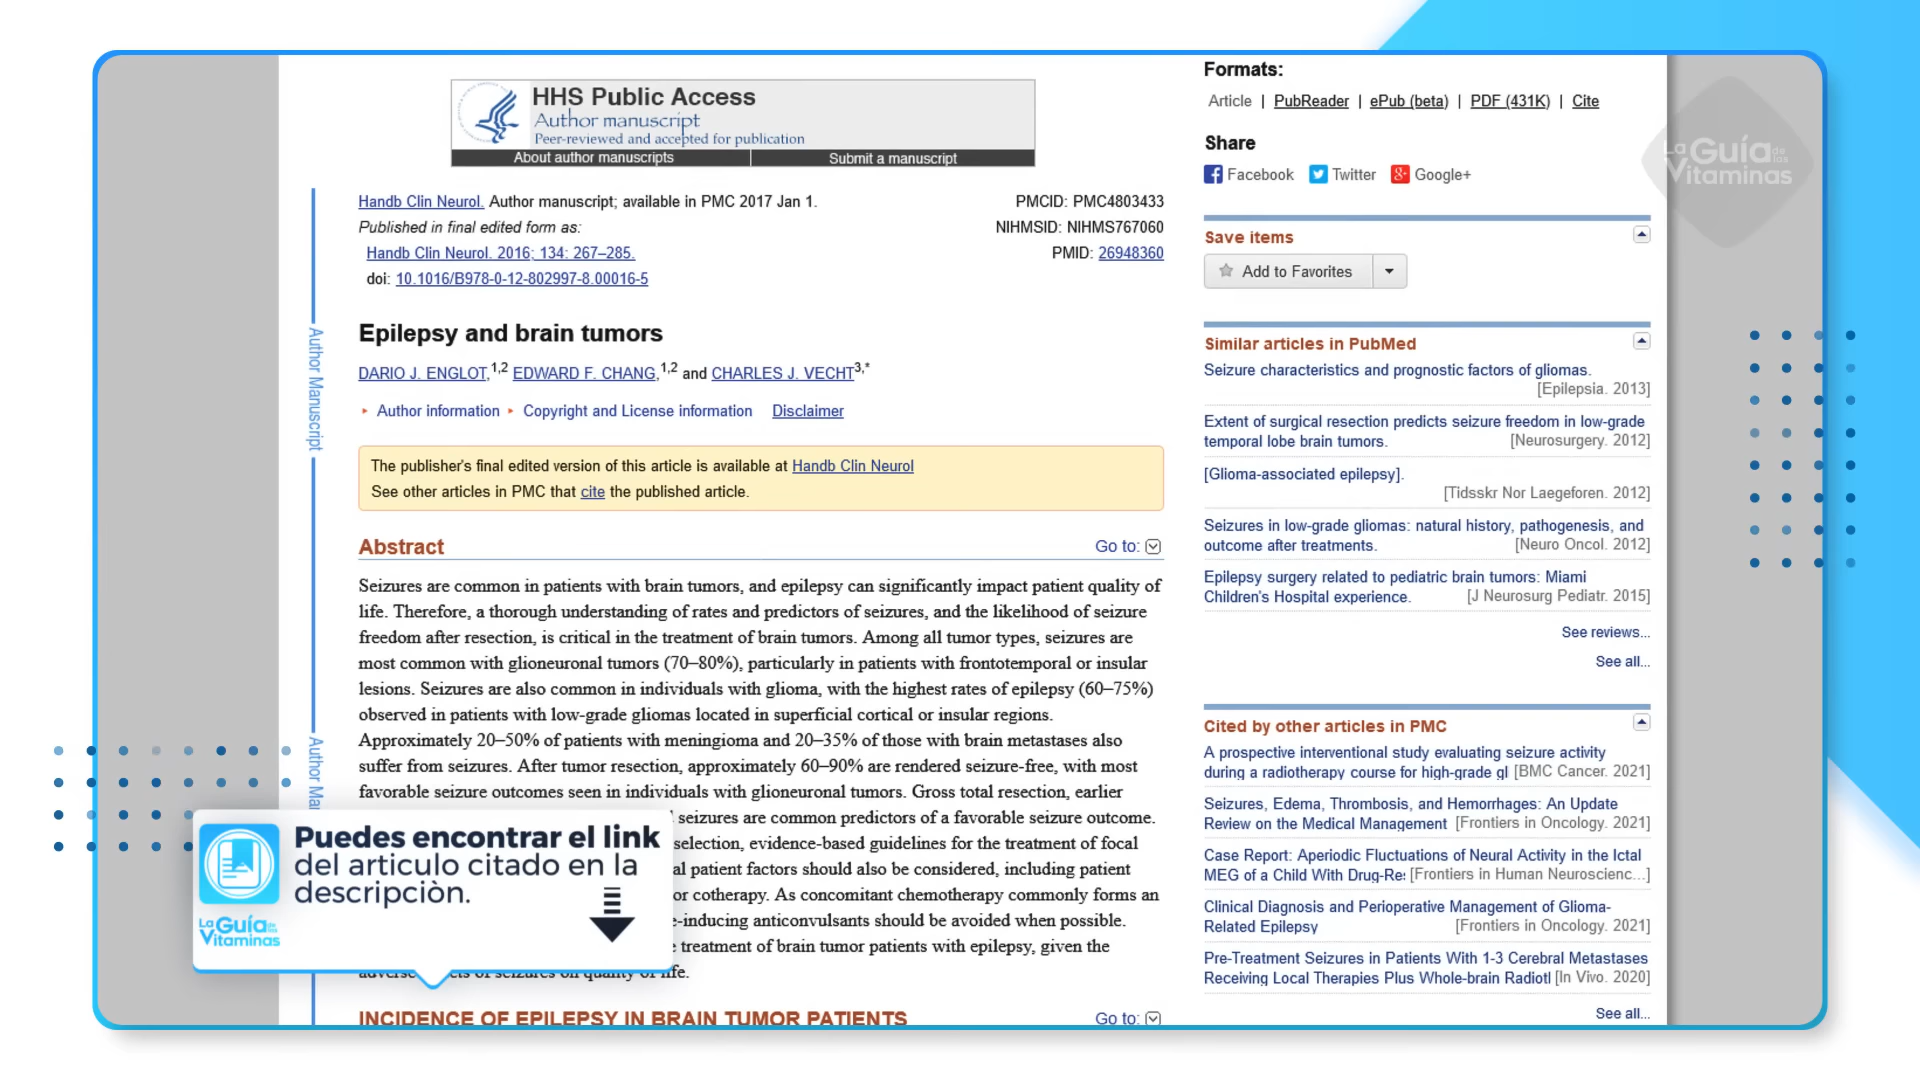 HHS Public Access
Author manuscript
Peer-reviewed and accepted for publication
About author manuscripts
Submit a manuscript
Handb Clin Neurol. Author manuscript; available in PMC 2017 Jan 1.
Published in final edited form as:
Handb Clin Neurol. 2016; 134: 267–285.
doi: 10.1016/B978-0-12-802997-8.00016-5
PMCID: PMC4803433
NIHMSID: NIHMS767060
PMID: 26948360
Author Manuscript
Epilepsy and brain tumors
DARIO J. ENGLOT,1,2 EDWARD F. CHANG,1,2 and CHARLES J. VECHT3,*
Author information
Copyright and License information
Disclaimer
The publisher's final edited version of this article is available at Handb Clin Neurol
See other articles in PMC that cite the published article.
Abstract
Go to:
Seizures are common in patients with brain tumors, and epilepsy can significantly impact patient quality of
life. Therefore, a thorough understanding of rates and predictors of seizures, and the likelihood of seizure
freedom after resection, is critical in the treatment of brain tumors. Among all tumor types, seizures are
most common with glioneuronal tumors (70–80%), particularly in patients with frontotemporal or insular
lesions. Seizures are also common in individuals with glioma, with the highest rates of epilepsy (60–75%)
observed in patients with low-grade gliomas located in superficial cortical or insular regions.
Approximately 20–50% of patients with meningioma and 20–35% of those with brain metastases also
suffer from seizures. After tumor resection, approximately 60–90% are rendered seizure-free, with most
favorable seizure outcomes seen in individuals with glioneuronal tumors. Gross total resection, earlier
seizures are common predictors of a favorable seizure outcome.
selection, evidence-based guidelines for the treatment of focal
al patient factors should also be considered, including patient
or cotherapy. As concomitant chemotherapy commonly forms an
e-inducing anticonvulsants should be avoided when possible.
treatment of brain tumor patients with epilepsy, given the
of seizures on quality of life.
INCIDENCE OF EPILEPSY IN BRAIN TUMOR PATIENTS
Go to:
Author Ma
Puedes encontrar el link
del articulo citado en la
descripciòn.
La Guía de las
Vitaminas
Formats:
Article | PubReader | ePub (beta) | PDF (431K) | Cite
Share
Facebook Twitter Google+
Save items
Add to Favorites
Similar articles in PubMed
Seizure characteristics and prognostic factors of gliomas.
[Epilepsia. 2013]
Extent of surgical resection predicts seizure freedom in low-grade
temporal lobe brain tumors. [Neurosurgery. 2012]
[Glioma-associated epilepsy].
[Tidsskr Nor Laegeforen. 2012]
Seizures in low-grade gliomas: natural history, pathogenesis, and
outcome after treatments. [Neuro Oncol. 2012]
Epilepsy surgery related to pediatric brain tumors: Miami
Children's Hospital experience. [J Neurosurg Pediatr. 2015]
See reviews...
See all...
Cited by other articles in PMC
A prospective interventional study evaluating seizure activity
during a radiotherapy course for high-grade gl [BMC Cancer. 2021]
Seizures, Edema, Thrombosis, and Hemorrhages: An Update
Review on the Medical Management [Frontiers in Oncology. 2021]
Case Report: Aperiodic Fluctuations of Neural Activity in the Ictal
MEG of a Child With Drug-Re: [Frontiers in Human Neuroscienc...]
Clinical Diagnosis and Perioperative Management of Glioma-
Related Epilepsy [Frontiers in Oncology. 2021]
Pre-Treatment Seizures in Patients With 1-3 Cerebral Metastases
Receiving Local Therapies Plus Whole-brain Radiotl [In Vivo. 2020]
See all...
La Guía de las
Vitaminas